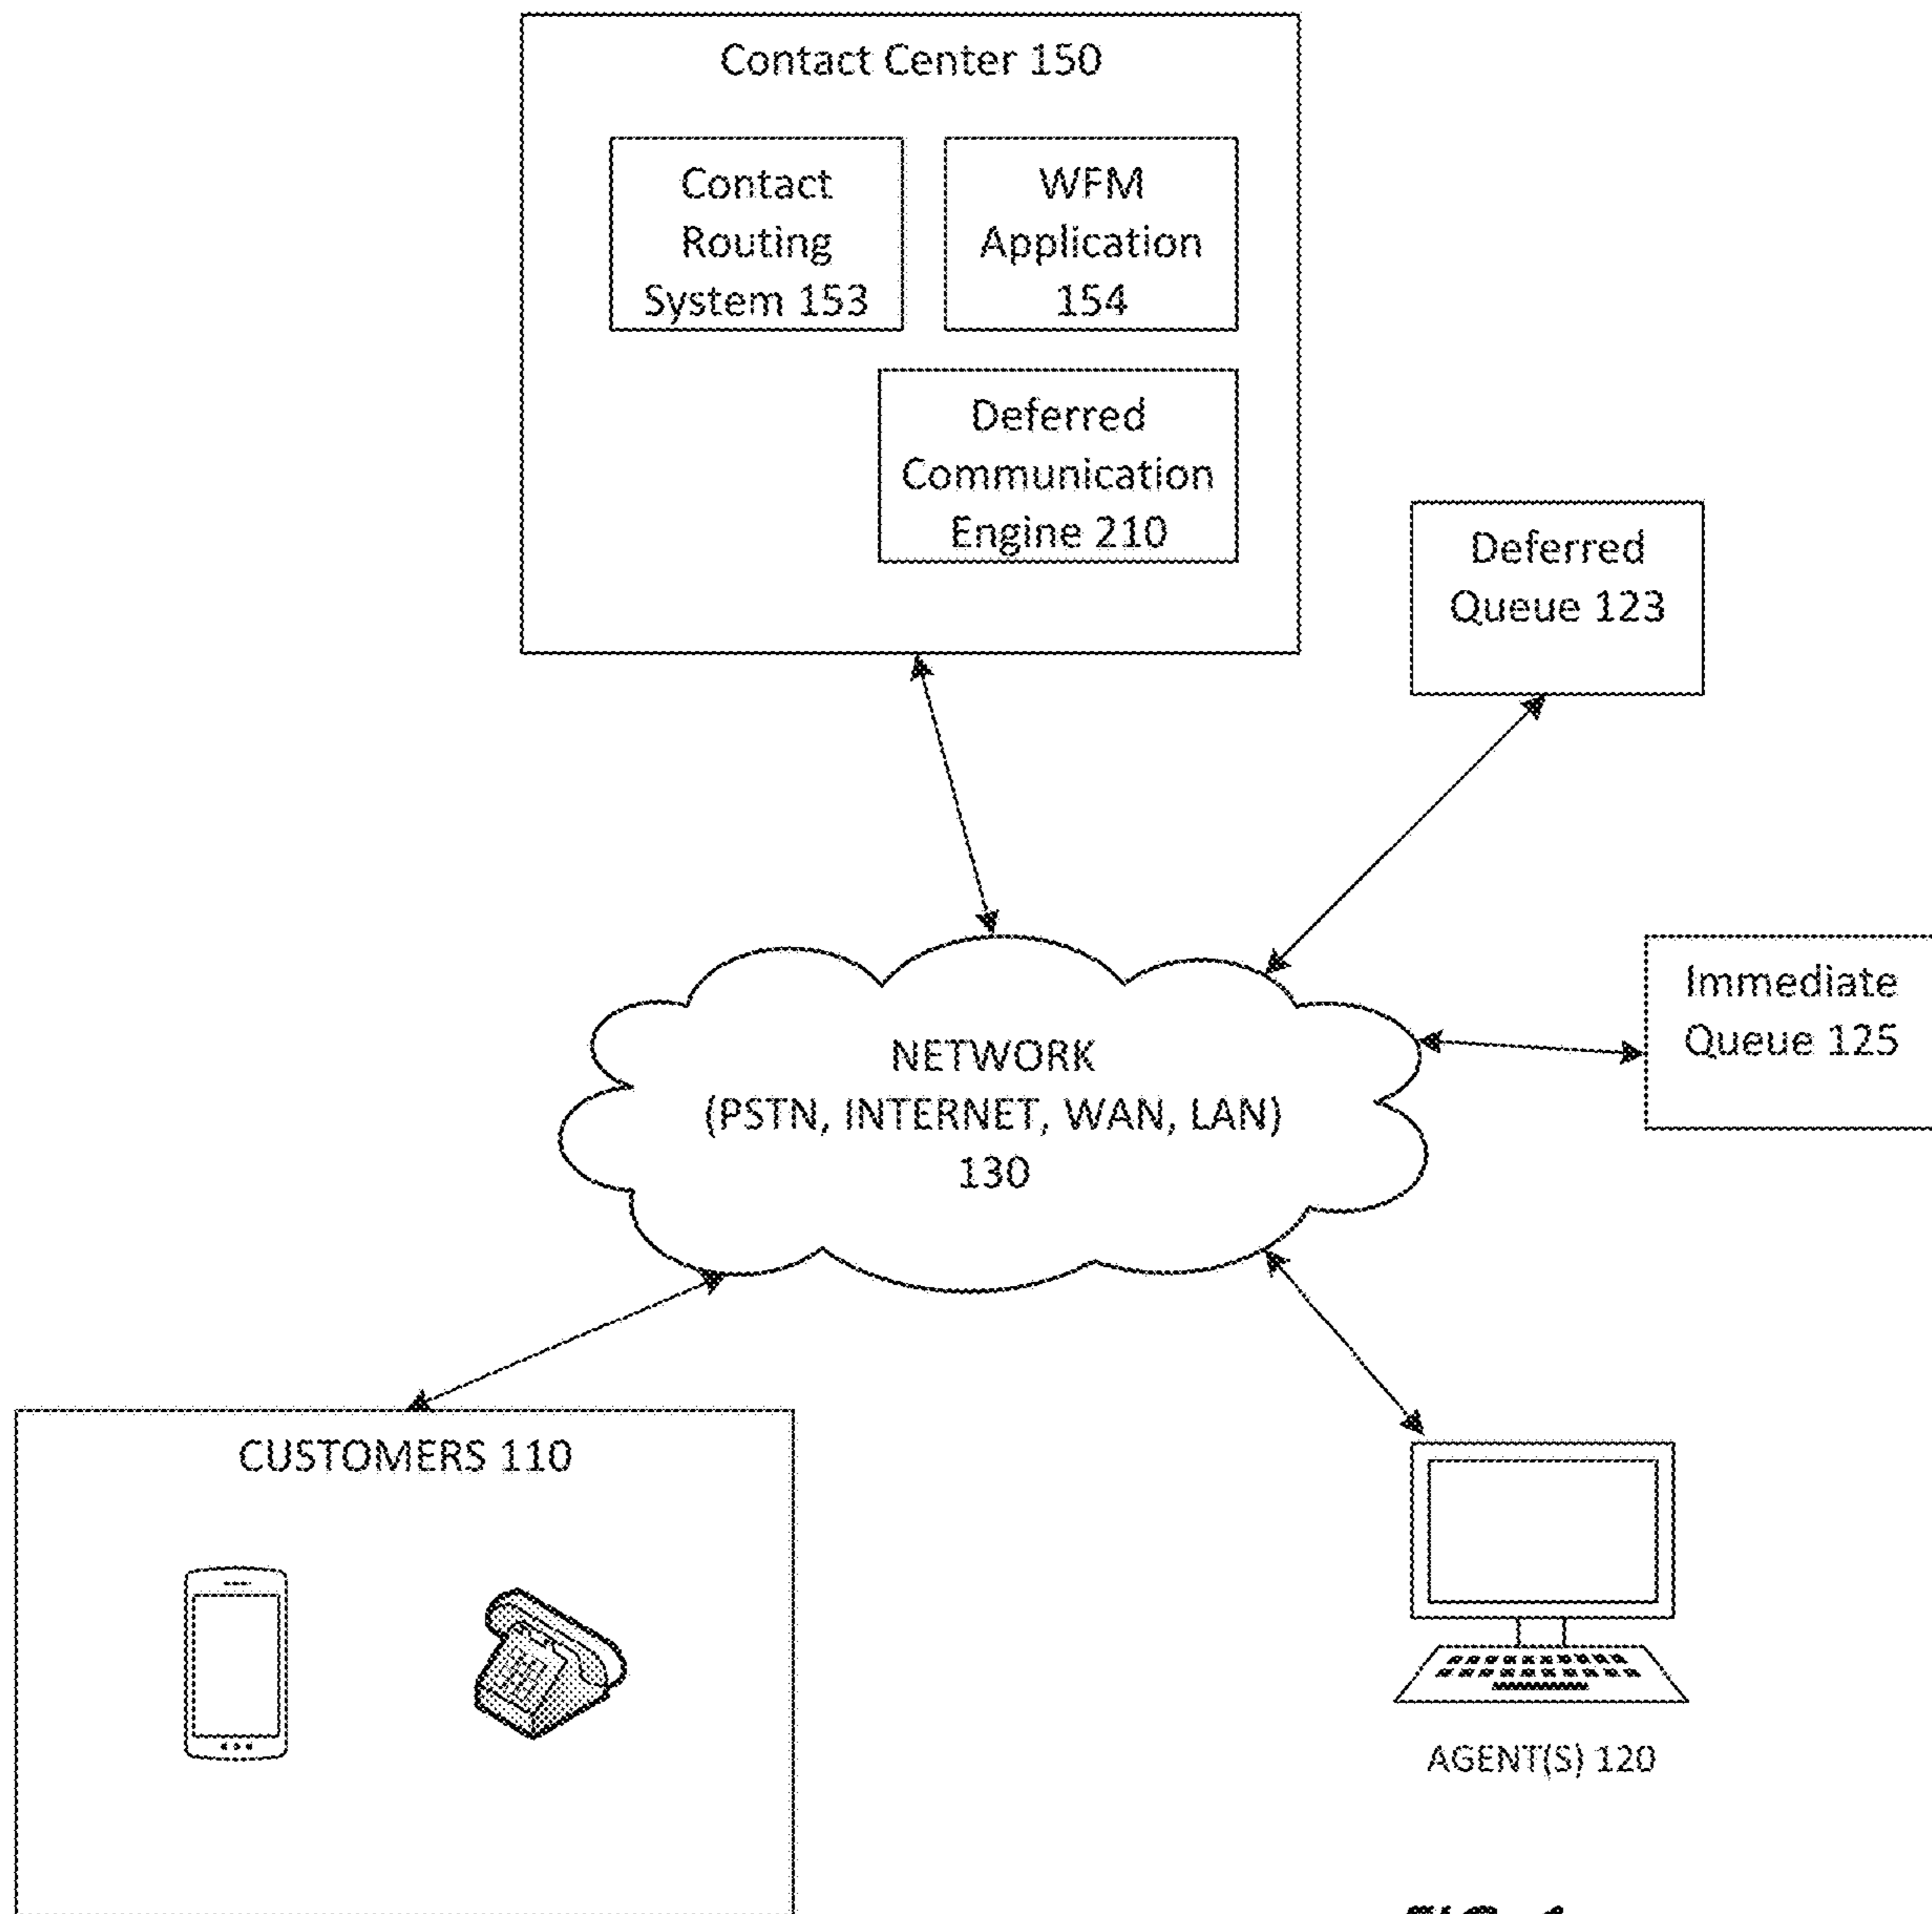 Contact Center 150
Contact
Routing
System 153
WFM
Application
154
Deferred
Communication
Engine 210
Deferred
Queue 123
Immediate
Queue 125
NETWORK
(PSTN, INTERNET, WAN, LAN)
130
CUSTOMERS 110
AGENT(S) 120